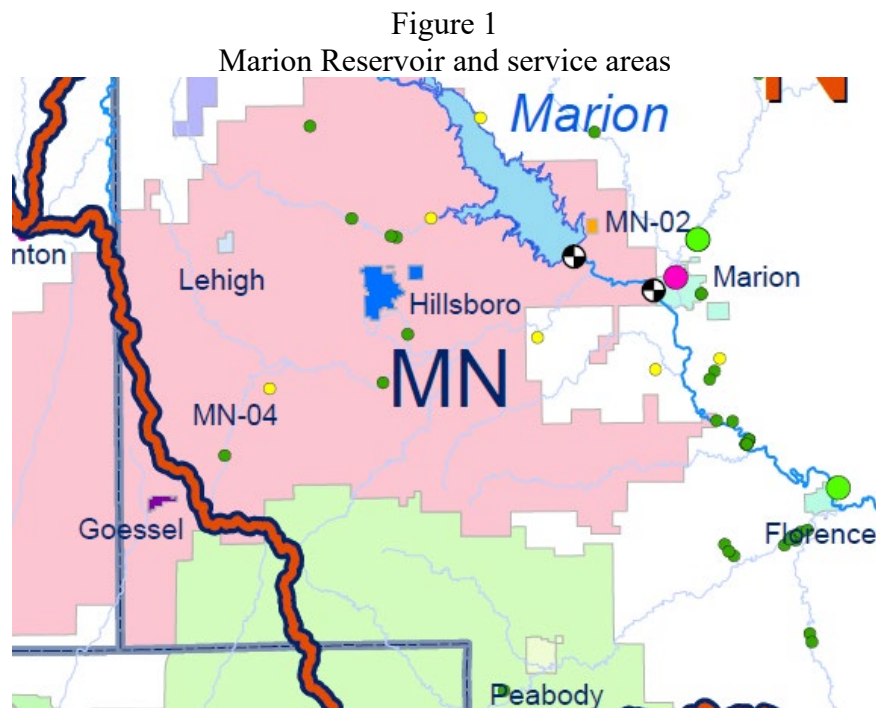 Figure 1
Marion Reservoir and service areas
Marion
MN-02
nton
Lehigh
Marion
Hillsboro
MN
MN-04
Goessel
Florence
Peabody